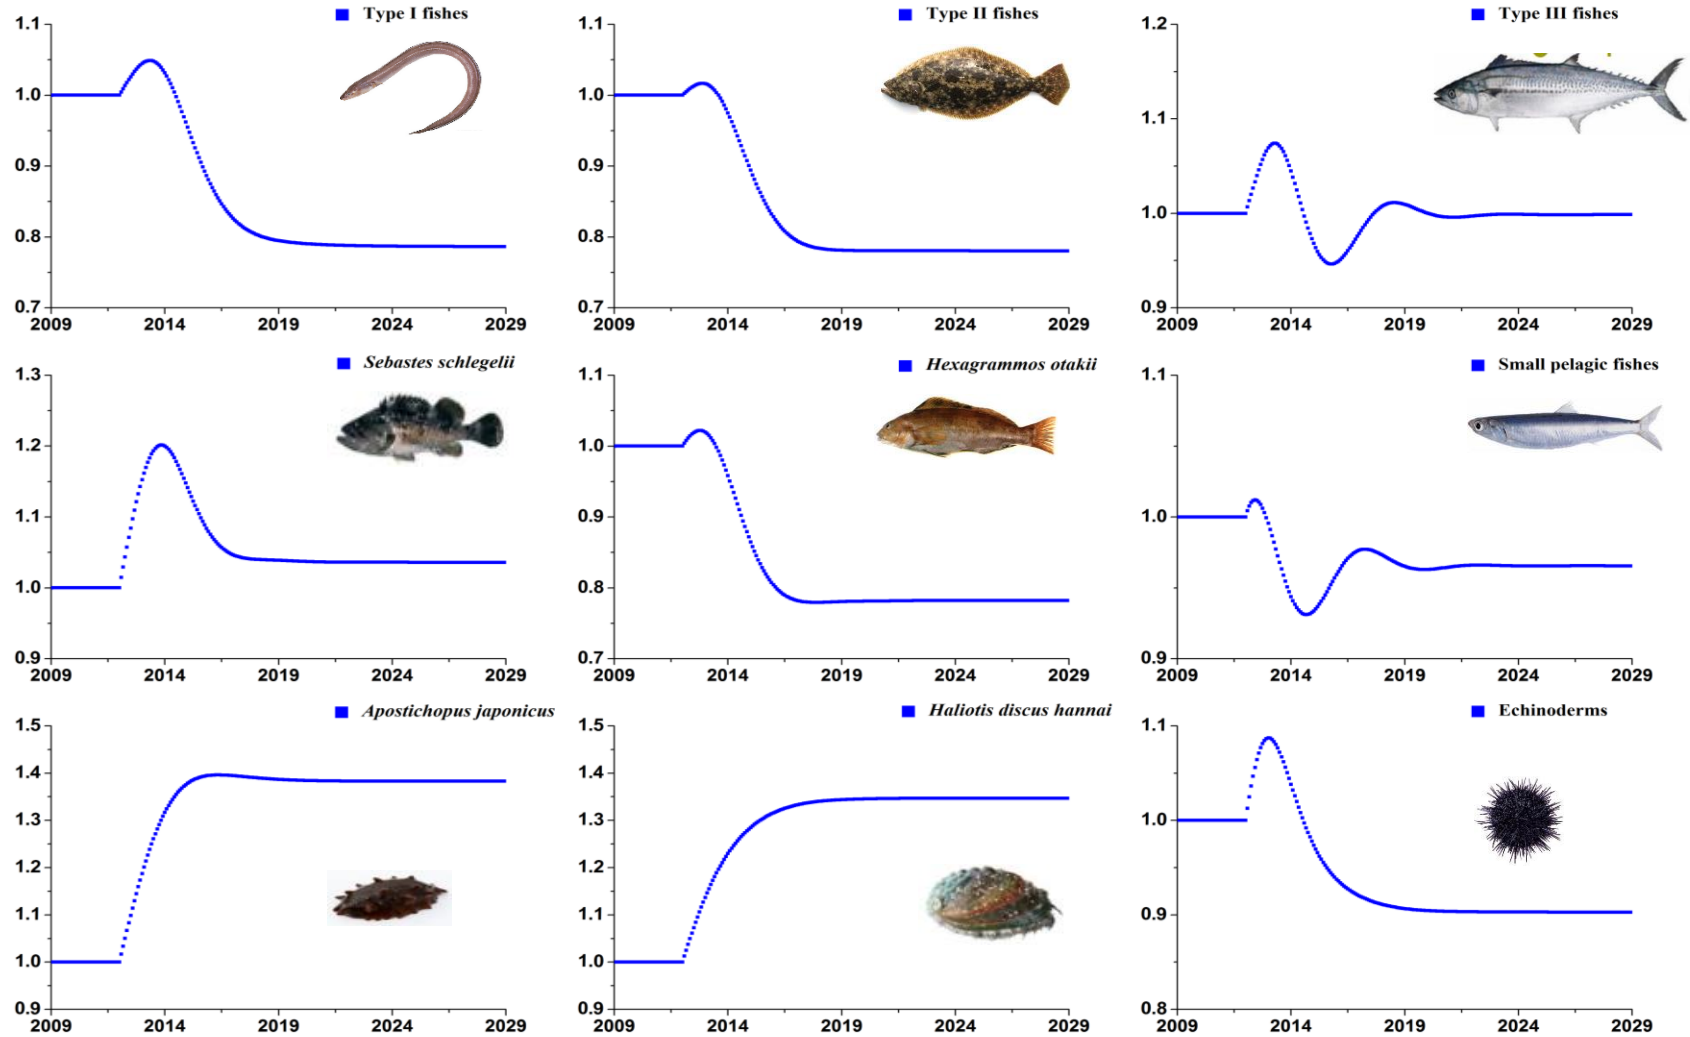 Type I fishes
1.1
1.0
0.9
0.8
0.7
2009 2014 2019 2024 2029
Type II fishes
1.1
1.0
0.9
0.8
0.7
2009 2014 2019 2024 2029
Type III fishes
1.2
1.1
1.0
0.9
2009 2014 2019 2024 2029
Sebastes schlegelii
1.3
1.2
1.1
1.0
0.9
2009 2014 2019 2024 2029
Hexagrammos otakii
1.1
1.0
0.9
0.8
0.7
2009 2014 2019 2024 2029
Small pelagic fishes
1.1
1.0
0.9
2009 2014 2019 2024 2029
Apostichopus japonicus
1.5
1.4
1.3
1.2
1.1
1.0
0.9
2009 2014 2019 2024 2029
Haliotis discus hannai
1.5
1.4
1.3
1.2
1.1
1.0
0.9
2009 2014 2019 2024 2029
Echinoderms
1.1
1.0
0.9
0.8
2009 2014 2019 2024 2029